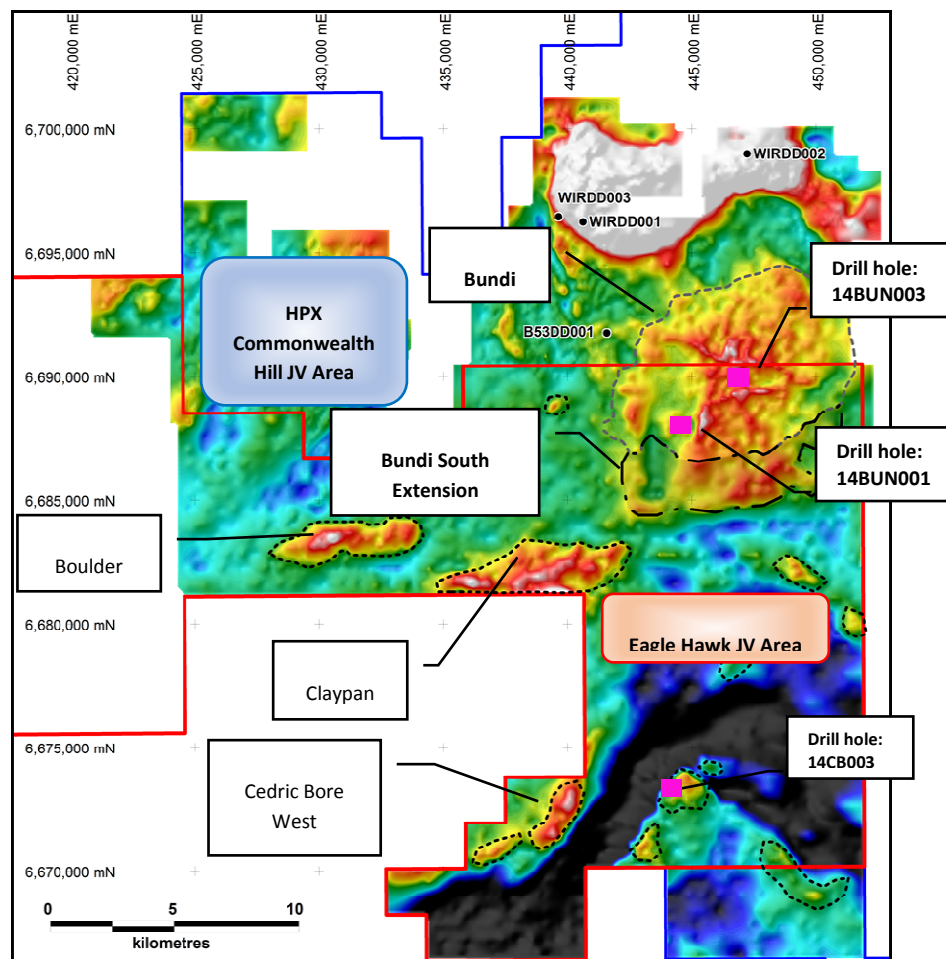 420,000 mE
425,000 mE
430,000 mE
435,000 mE
440,000 mE
445,000 mE
450,000 mE
6,700,000 mN
WIRDD002
WIRDD003
WIRDD001
6,695,000 mN
Bundi
Drill hole:
14BUN003
HPX
Commonwealth
Hill JV Area
B53DD001
6,690,000 mN
Bundi South
Extension
Drill hole:
14BUN001
6,685,000 mN
Boulder
6,680,000 mN
Eagle Hawk JV Area
Claypan
6,675,000 mN
Drill hole:
14CB003
Cedric Bore
West
6,670,000 mN
0 5 10
kilometres